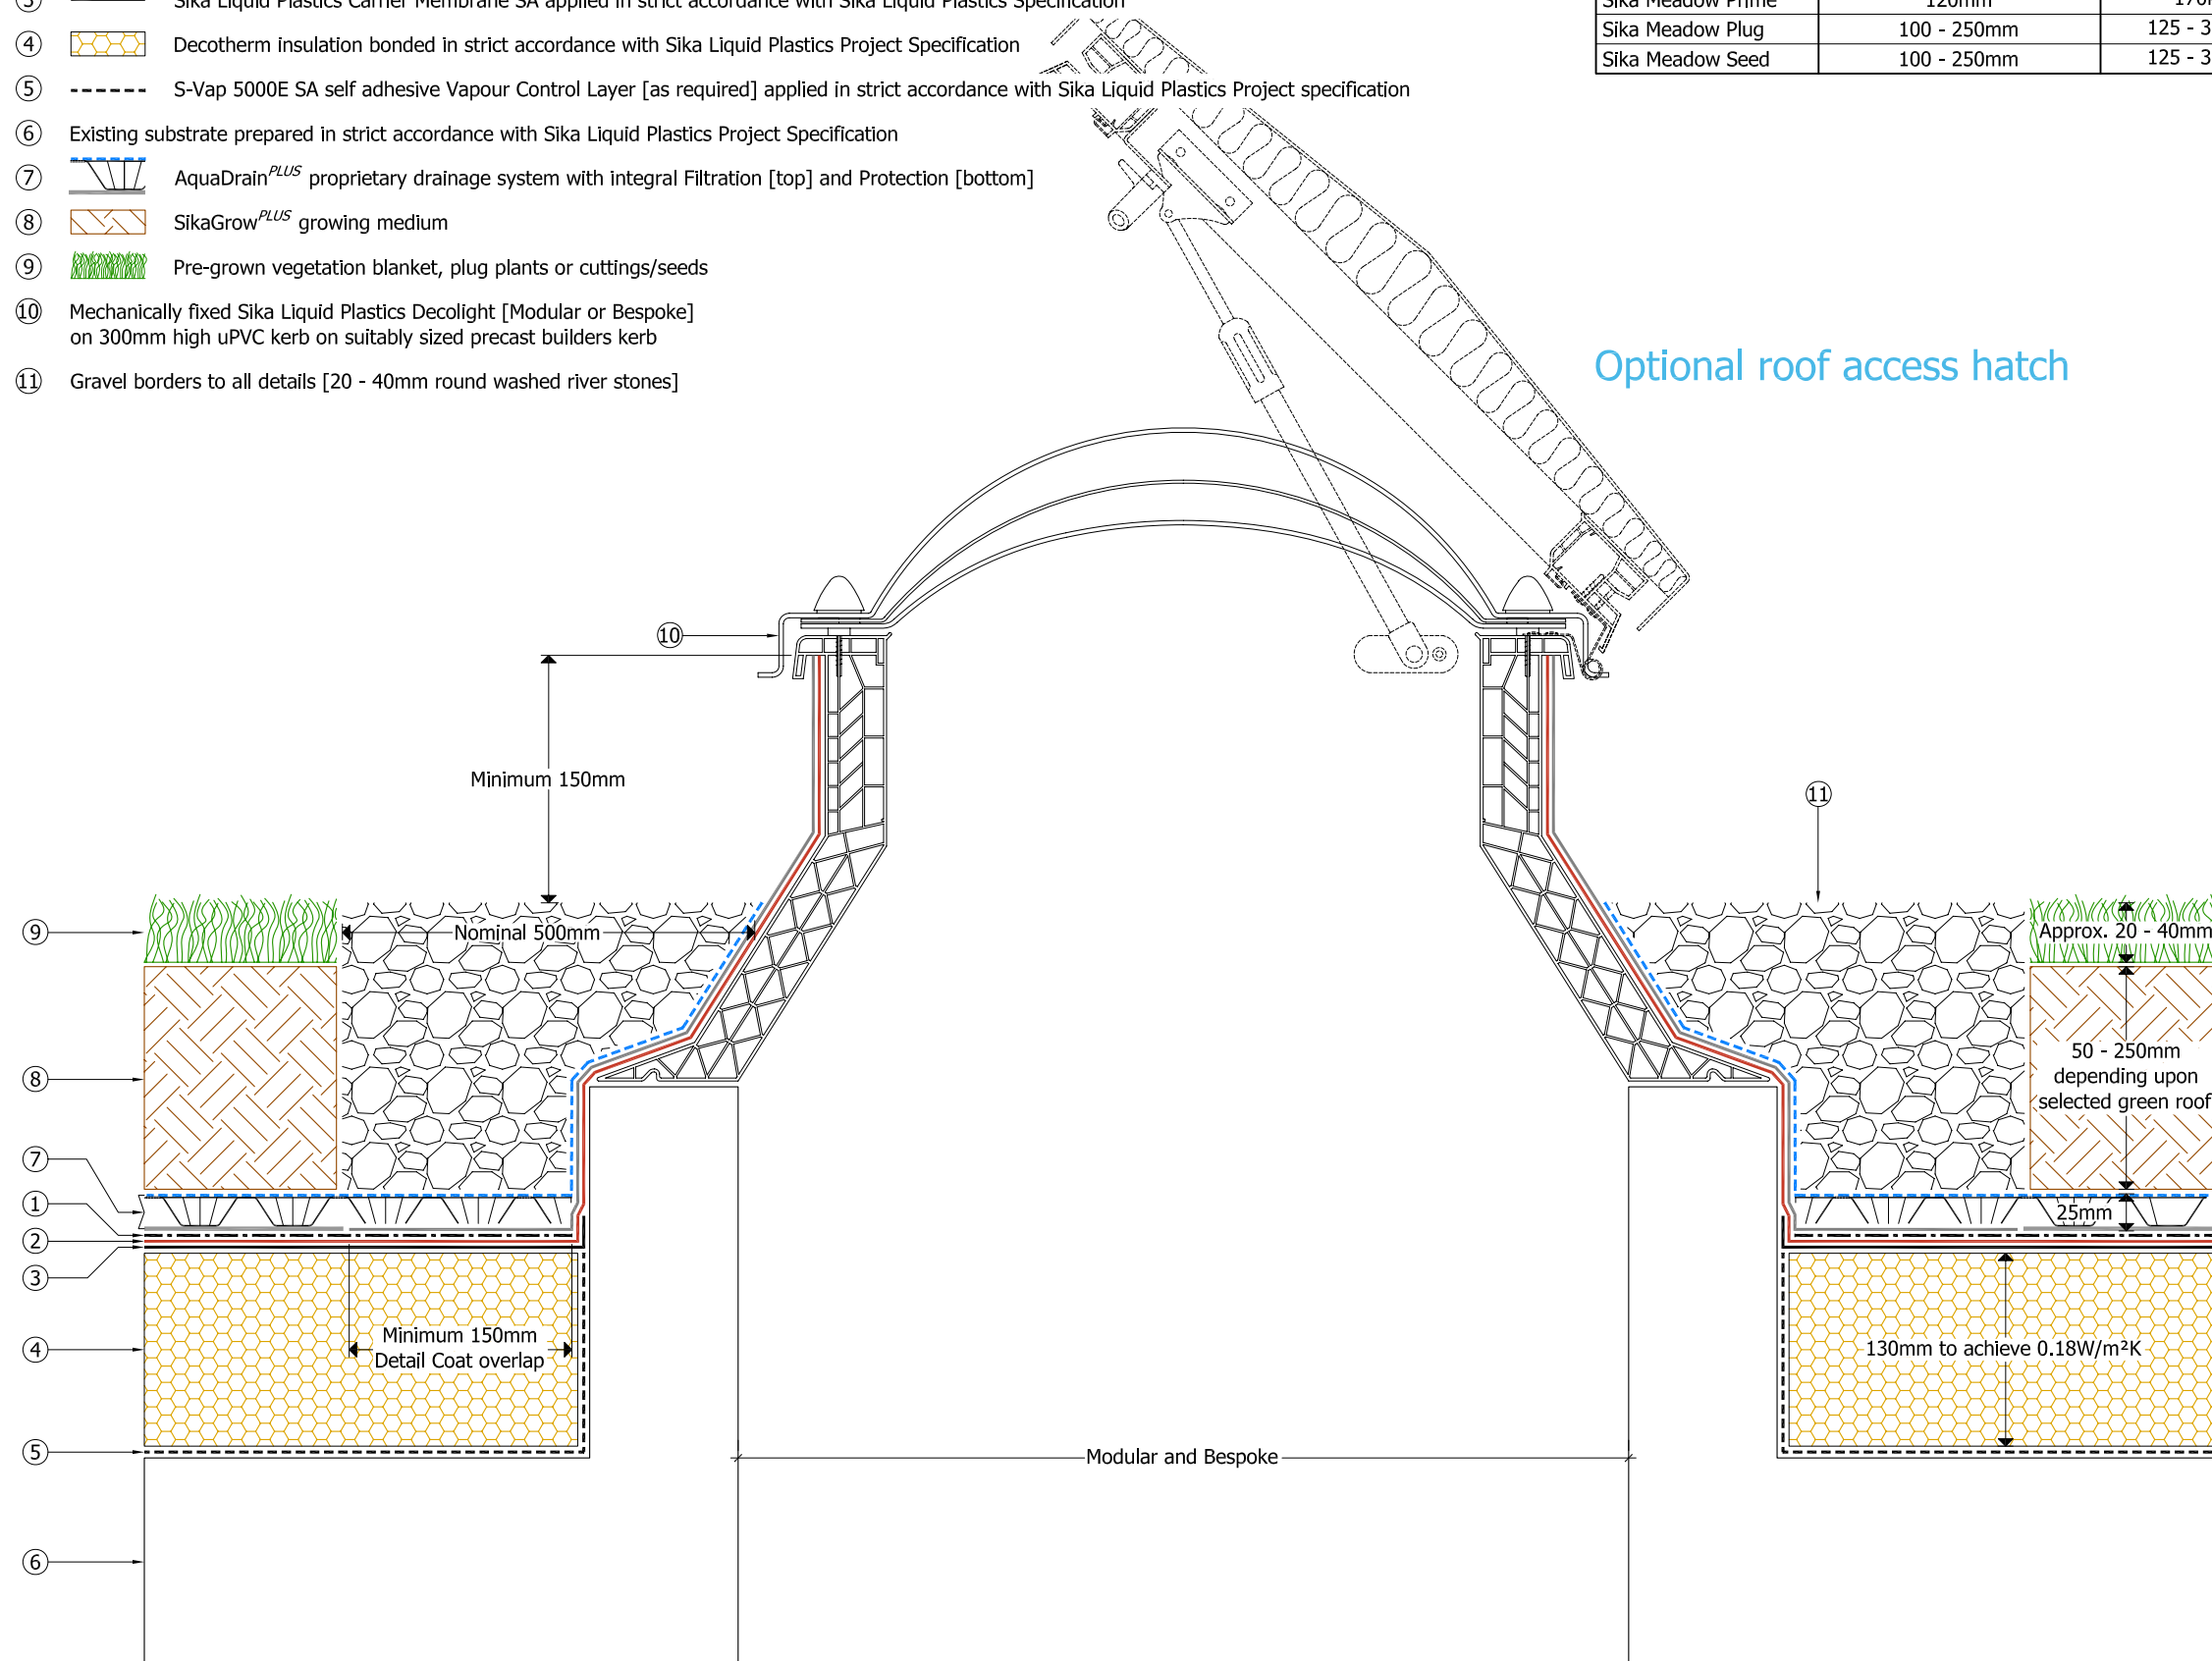 ③ Sika Liquid Plastics Carrier Membrane SA applied in strict accordance with Sika Liquid Plastics Specification
④ Decotherm insulation bonded in strict accordance with Sika Liquid Plastics Project Specification
⑤ S-Vap 5000E SA self adhesive Vapour Control Layer [as required] applied in strict accordance with Sika Liquid Plastics Project specification
⑥ Existing substrate prepared in strict accordance with Sika Liquid Plastics Project Specification
⑦ AquaDrainPLUS proprietary drainage system with integral Filtration [top] and Protection [bottom]
⑧ SikaGrowPLUS growing medium
⑨ Pre-grown vegetation blanket, plug plants or cuttings/seeds
⑩ Mechanically fixed Sika Liquid Plastics Decolight [Modular or Bespoke]
on 300mm high uPVC kerb on suitably sized precast builders kerb
⑪ Gravel borders to all details [20 - 40mm round washed river stones]
Sika Meadow Prime 120mm
Sika Meadow Plug 100 - 250mm 125 - 3
Sika Meadow Seed 100 - 250mm 125 - 3
Optional roof access hatch
⑩
Minimum 150mm
⑪
⑨
Nominal 500mm
Approx. 20 - 40mm
⑧
50 - 250mm
depending upon
selected green roof
⑦
①
25mm
②
③
④
Minimum 150mm
Detail Coat overlap
130mm to achieve 0.18W/m²K
⑤
Modular and Bespoke
⑥